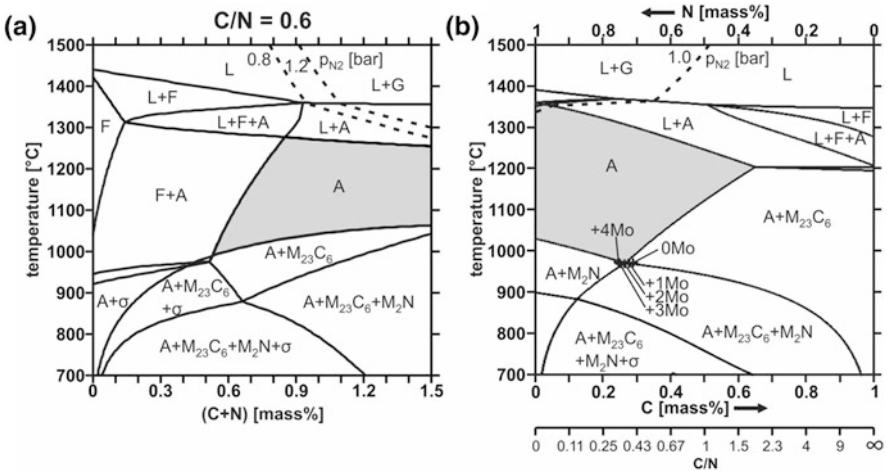 (a)
C/N = 0.6
temperature [°C]
1500
1400
1300
1200
1100
1000
900
800
700
0.8
1.2
p_N2 [bar]
L
L+G
L+F
F
L+F+A
L+A
A
F+A
A+M₂₃C₆
A+σ
A+M₂₃C₆
+σ
A+M₂₃C₆+M₂N
A+M₂₃C₆+M₂N+σ
0
0.3
0.6
0.9
1.2
1.5
(C+N) [mass%]
(b)
N [mass%]
1
0.8
0.6
0.4
0.2
0
temperature [°C]
1500
1400
1300
1200
1100
1000
900
800
700
1.0
p_N2 [bar]
L+G
L
L+A
L+F
L+F+A
A
A+M₂₃C₆
+4Mo
0Mo
A+M₂N
+1Mo
+2Mo
+3Mo
A+M₂₃C₆
+M₂N+σ
A+M₂₃C₆+M₂N
0
0.2
0.4
0.6
0.8
1
C [mass%]
0
0.11
0.25
0.43
0.67
1
1.5
2.3
4
9
∞
C/N